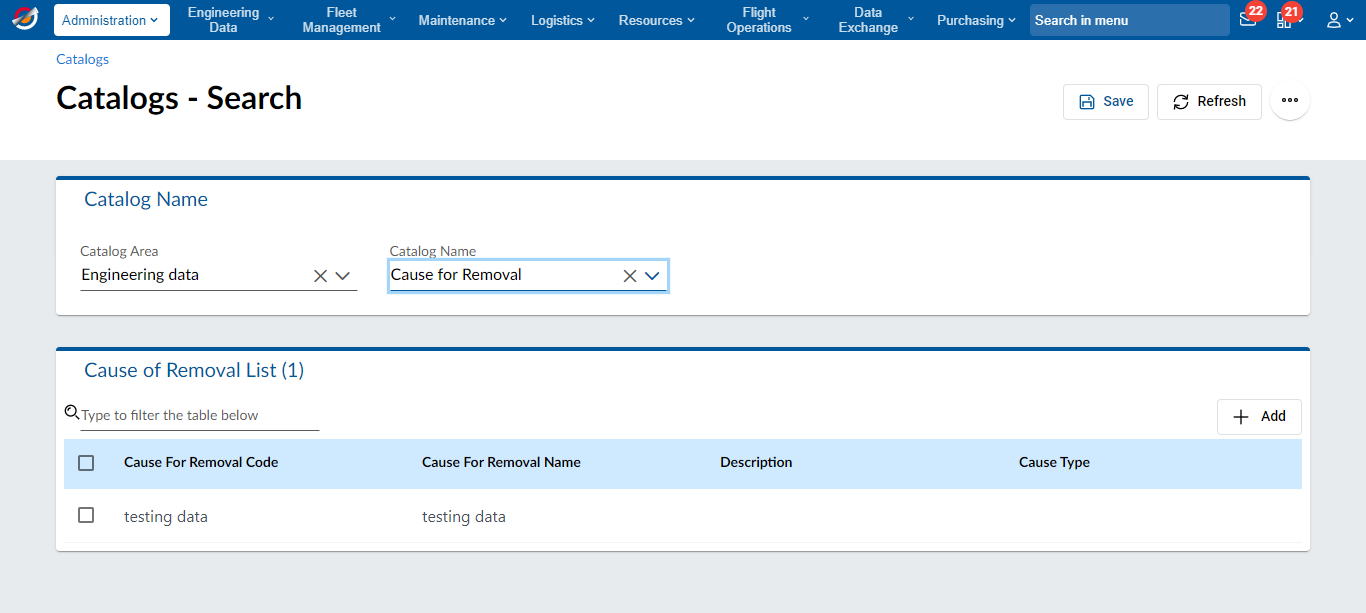 Administration
Engineering Data
Fleet Management
Maintenance
Logistics
Resources
Flight Operations
Data Exchange
Purchasing
Search in menu
22
21
Catalogs
Catalogs - Search
Save
Refresh
Catalog Name
Catalog Area
Catalog Name
Engineering data
Cause for Removal
Cause of Removal List (1)
Type to filter the table below
Add
Cause For Removal Code
Cause For Removal Name
Description
Cause Type
testing data
testing data